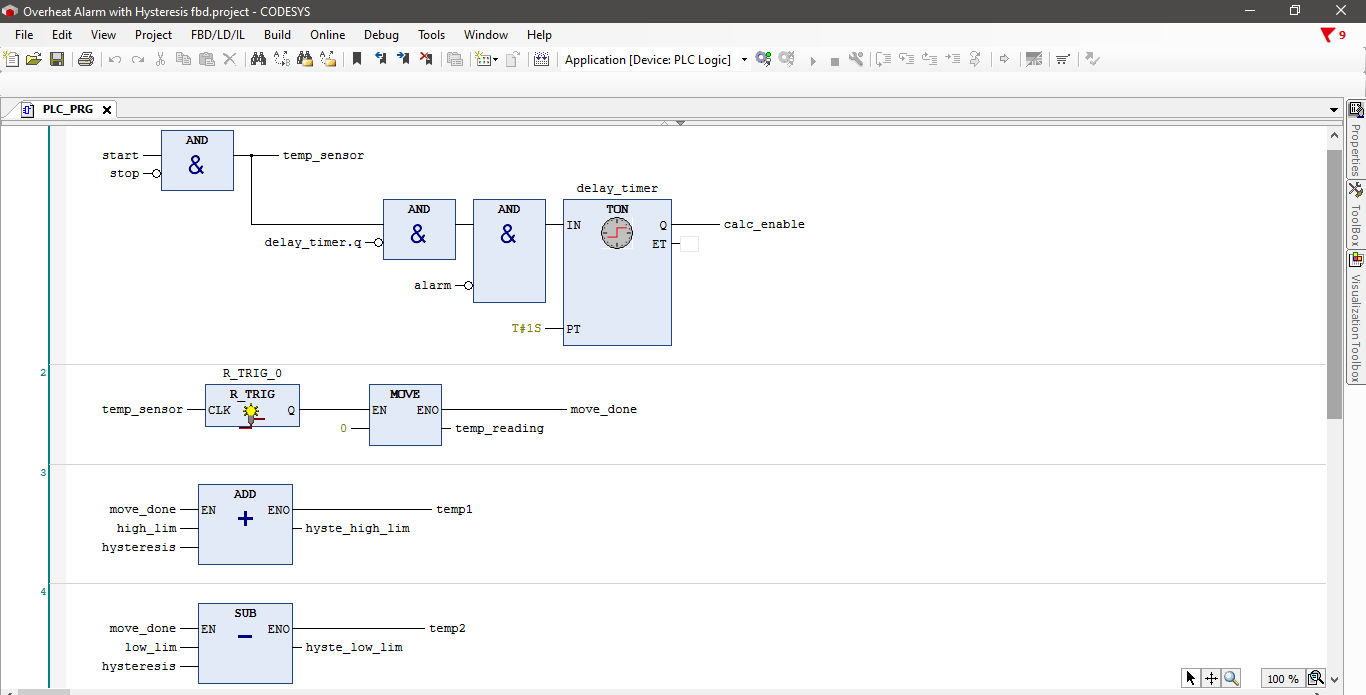 Overheat Alarm with Hysteresis fbd.project - CODESYS
File Edit View Project FBD/LD/IL Build Online Debug Tools Window Help
9
Application [Device: PLC Logic]
PLC_PRG
Properties
ToolBox
Visualization Toolbox
AND
&
start
stop
temp_sensor
delay_timer
AND
&
AND
&
TON
IN
Q
calc_enable
delay_timer.q
ET
alarm
T#1S
PT
2
R_TRIG_0
R_TRIG
MOVE
temp_sensor
CLK
Q
EN
ENO
move_done
0
temp_reading
3
ADD
move_done
EN
ENO
temp1
+
high_lim
hyste_high_lim
hysteresis
4
SUB
move_done
EN
ENO
temp2
−
low_lim
hyste_low_lim
hysteresis
100 %